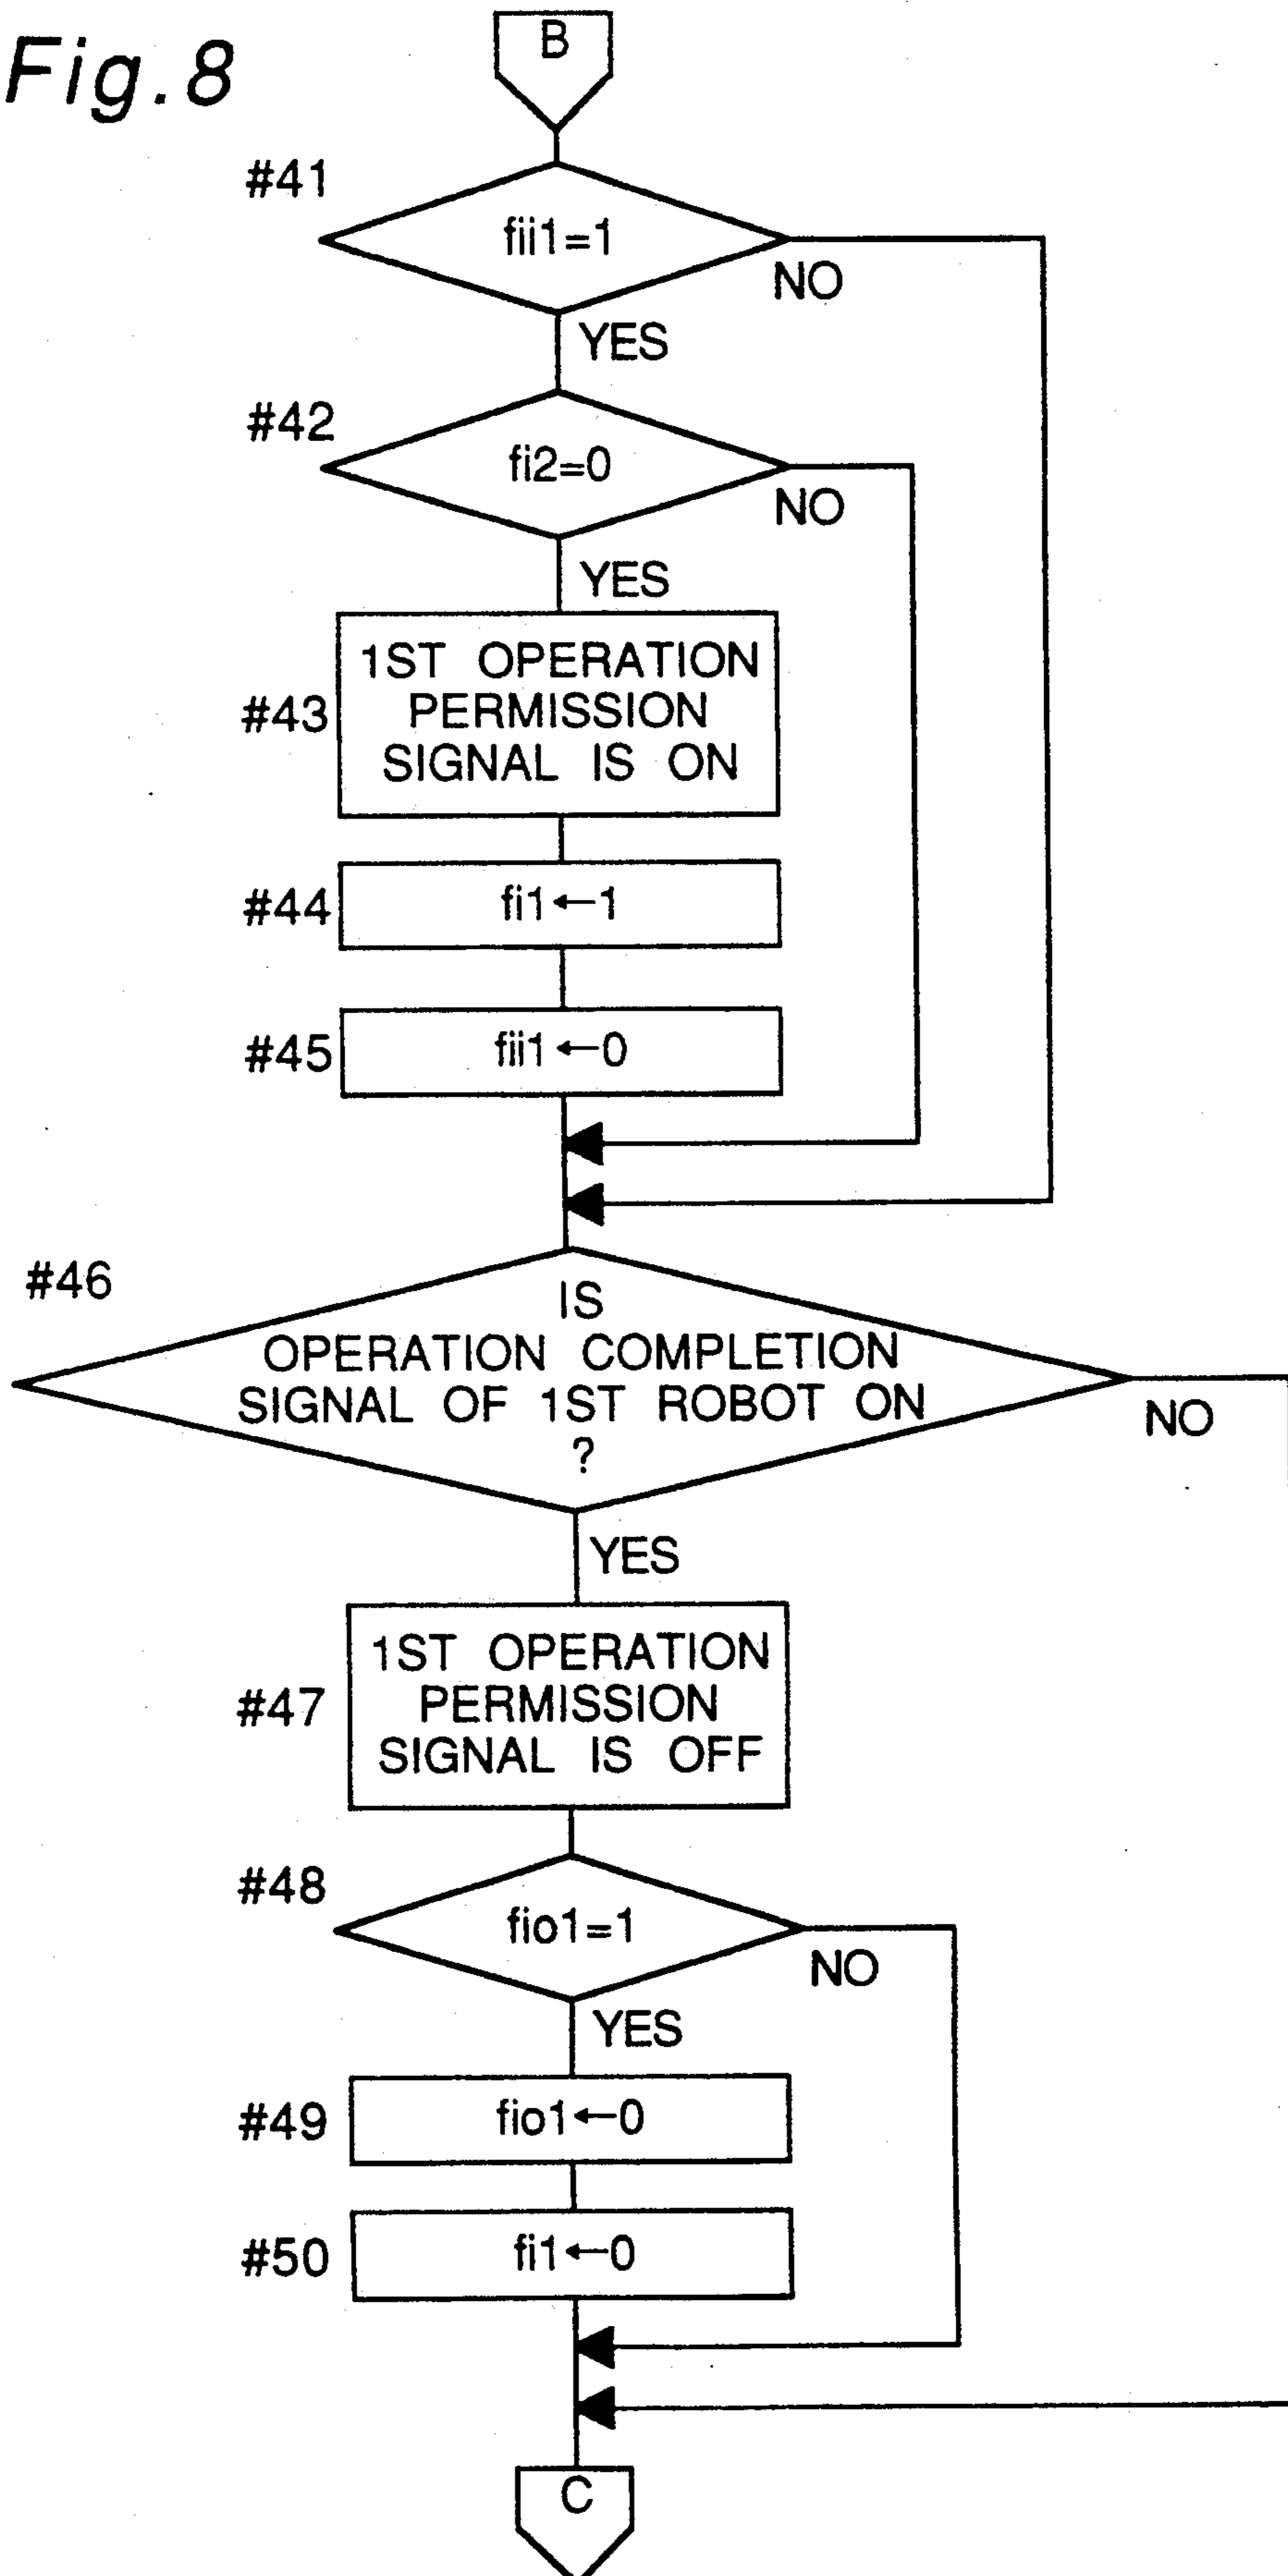 Fig.8
B
#41
fii1=1
NO
YES
#42
fi2=0
NO
YES
#43
1ST OPERATION
PERMISSION
SIGNAL IS ON
#44
fi1←1
#45
fii1←0
#46
IS
OPERATION COMPLETION
SIGNAL OF 1ST ROBOT ON
?
NO
YES
#47
1ST OPERATION
PERMISSION
SIGNAL IS OFF
#48
fio1=1
NO
YES
#49
fio1←0
#50
fi1←0
C